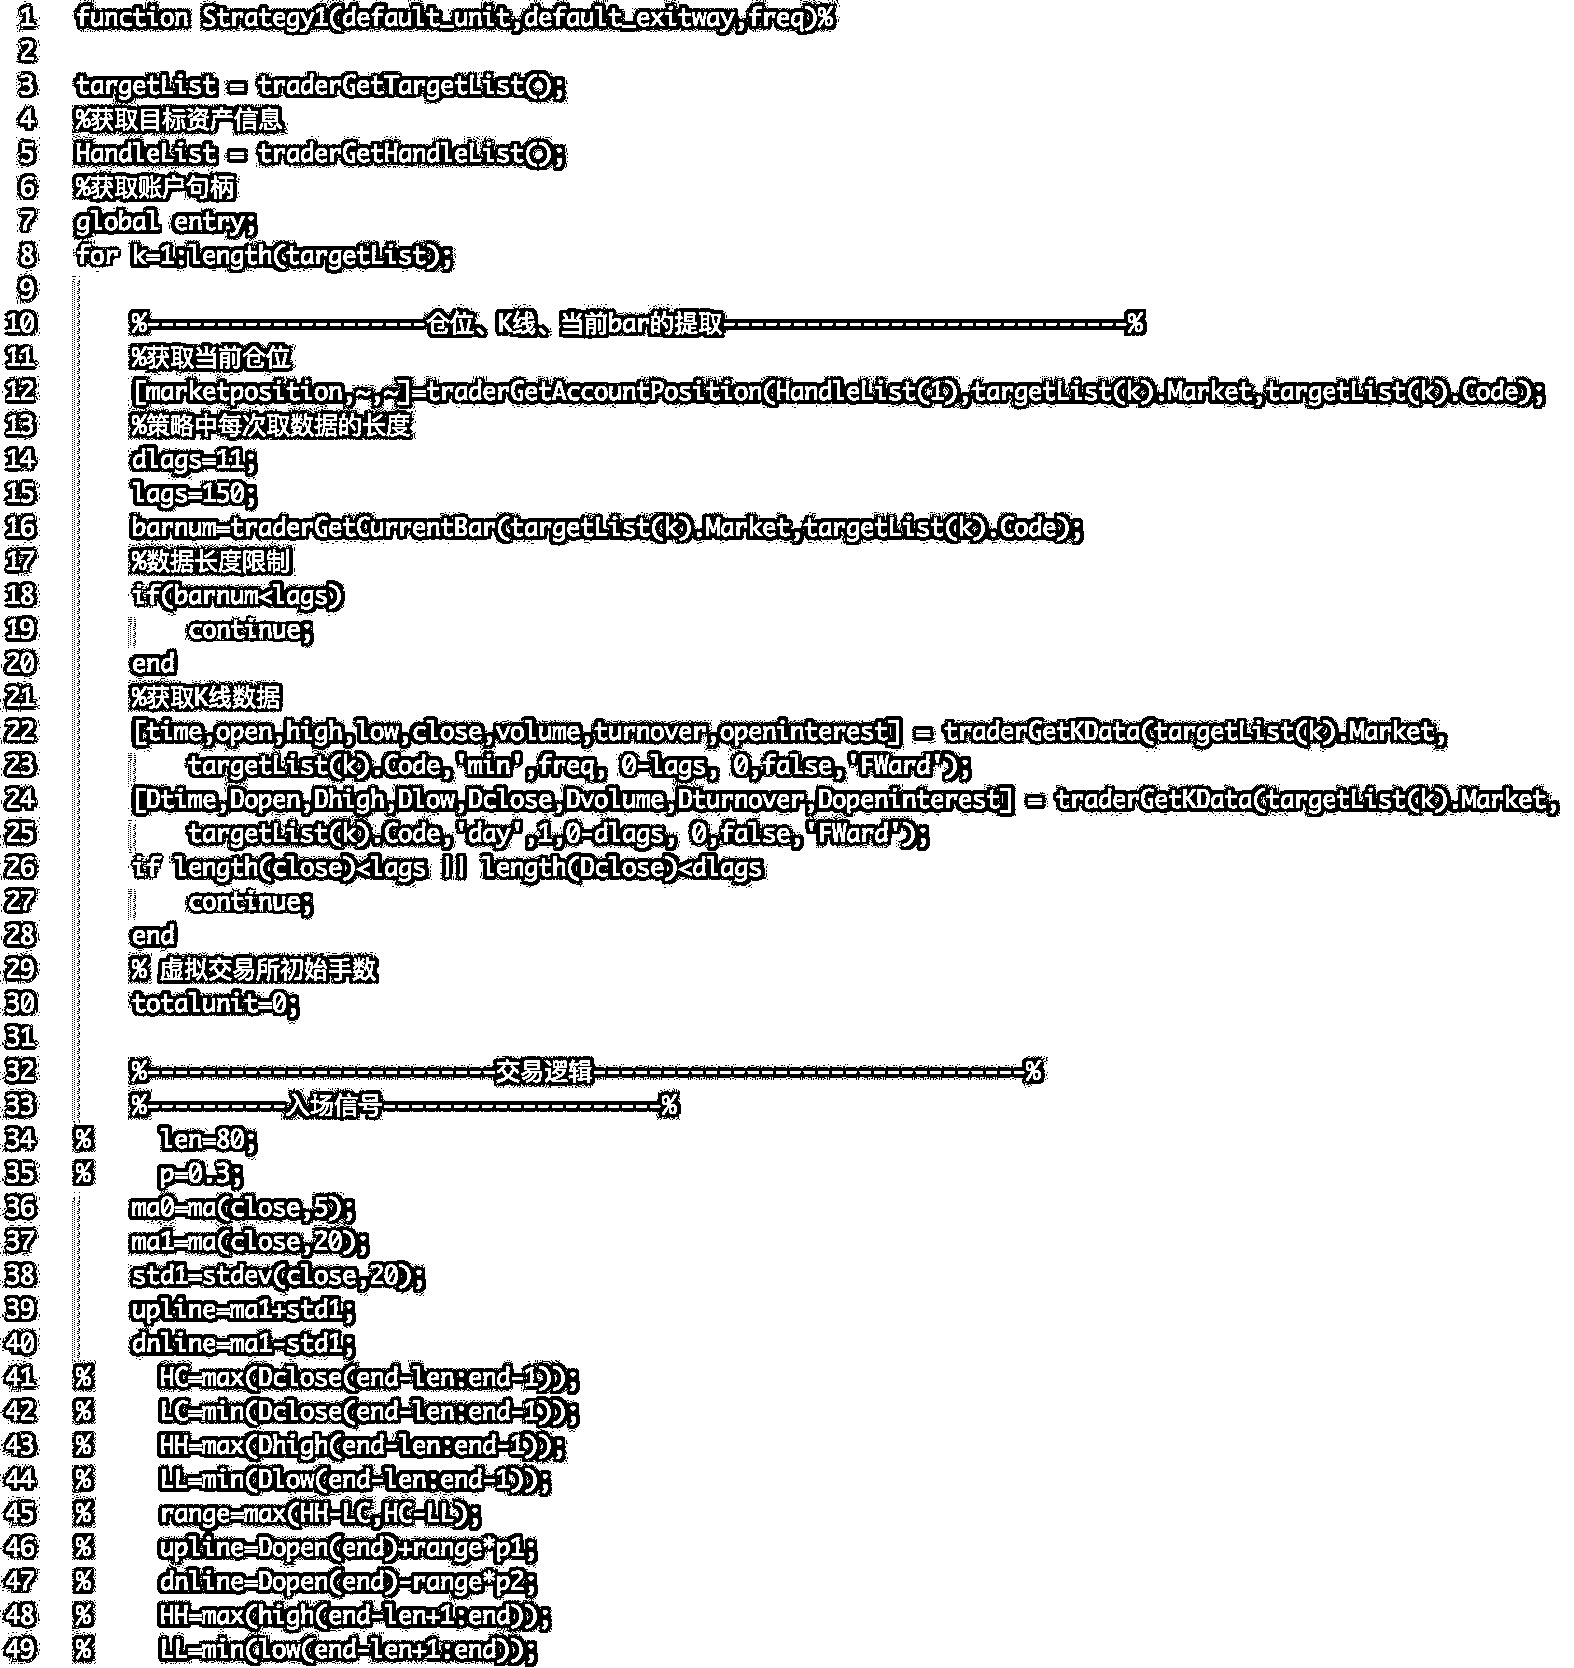 1 function Strategy1(default_unit,default_exitway,freq)%
2
3 targetList = traderGetTargetList();
4 %获取目标资产信息
5 HandleList = traderGetHandleList();
6 %获取账户句柄
7 global entry;
8 for k=1:length(targetList);
9
10 %--------------------仓位、K线、当前bar的提取-----------------------------%
11 %获取当前仓位
12 [marketposition,~,~]=traderGetAccountPosition(HandleList(1),targetList(k).Market,targetList(k).Code);
13 %策略中每次取数据的长度
14 dlags=11;
15 lags=150;
16 barnum=traderGetCurrentBar(targetList(k).Market,targetList(k).Code);
17 %数据长度限制
18 if(barnum<lags)
19 continue;
20 end
21 %获取K线数据
22 [time,open,high,low,close,volume,turnover,openinterest] = traderGetKData(targetList(k).Market,
23 targetList(k).Code,'min',freq, 0-lags, 0,false,'FWard');
24 [Dtime,Dopen,Dhigh,Dlow,Dclose,Dvolume,Dturnover,Dopeninterest] = traderGetKData(targetList(k).Market,
25 targetList(k).Code,'day',1,0-dlags, 0,false,'FWard');
26 if length(close)<lags || length(Dclose)<dlags
27 continue;
28 end
29 % 虚拟交易所初始手数
30 totalunit=0;
31
32 %-------------------------交易逻辑-------------------------------%
33 %----------入场信号--------------------%
34 % len=80;
35 % p=0.3;
36 ma0=ma(close,5);
37 ma1=ma(close,20);
38 std1=stdev(close,20);
39 upline=ma1+std1;
40 dnline=ma1-std1;
41 % HC=max(Dclose(end-len:end-1));
42 % LC=min(Dclose(end-len:end-1));
43 % HH=max(Dhigh(end-len:end-1));
44 % LL=min(Dlow(end-len:end-1));
45 % range=max(HH-LC,HC-LL);
46 % upline=Dopen(end)+range*p1;
47 % dnline=Dopen(end)-range*p2;
48 % HH=max(high(end-len+1:end));
49 % LL=min(low(end-len+1:end));